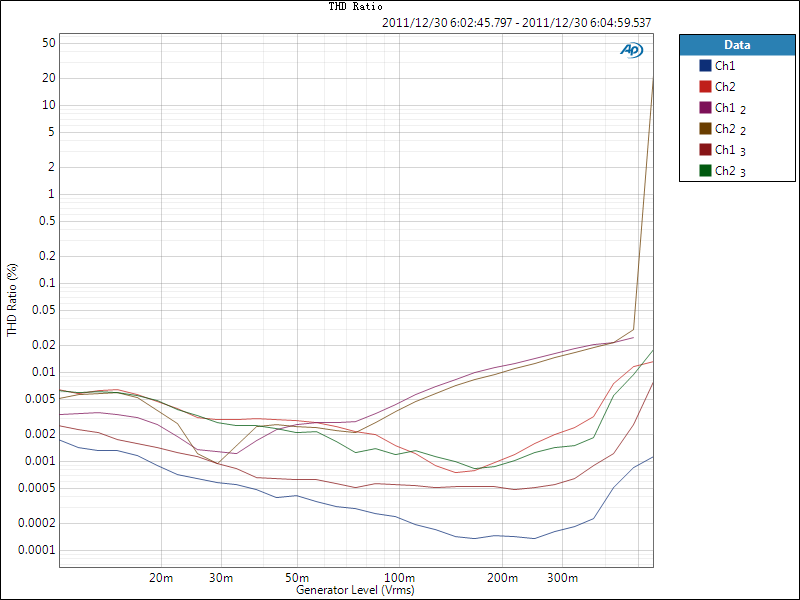 THD Ratio
2011/12/30 6:02:45.797 - 2011/12/30 6:04:59.537
AP
Data
Ch1
Ch2
Ch1 2
Ch2 2
Ch1 3
Ch2 3
THD Ratio (%)
50
20
10
5
2
1
0.5
0.2
0.1
0.05
0.02
0.01
0.005
0.002
0.001
0.0005
0.0002
0.0001
20m 30m 50m 100m 200m 300m
Generator Level (Vrms)